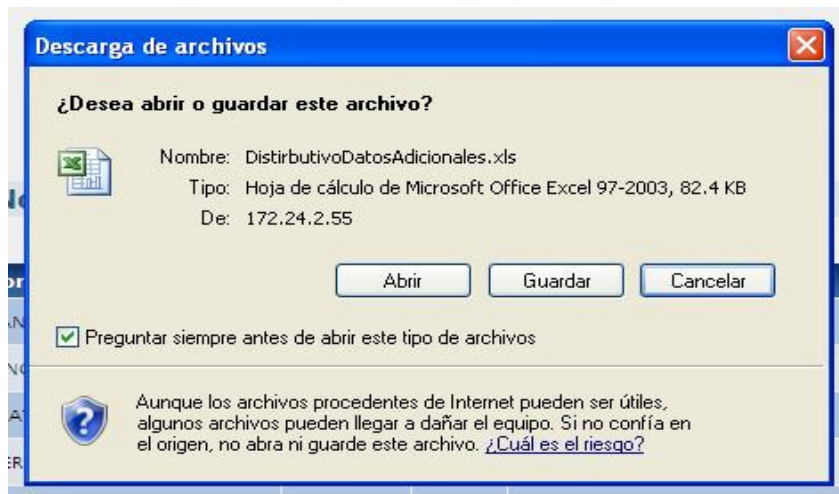 Descarga de archivos
¿Desea abrir o guardar este archivo?
Nombre: DistirbutivoDatosAdicionales.xls
Tipo: Hoja de cálculo de Microsoft Office Excel 97-2003, 82.4 KB
De: 172.24.2.55
Abrir Guardar Cancelar
Preguntar siempre antes de abrir este tipo de archivos
Aunque los archivos procedentes de Internet pueden ser útiles,
algunos archivos pueden llegar a dañar el equipo. Si no confía en
el origen, no abra ni guarde este archivo. ¿Cuál es el riesgo?